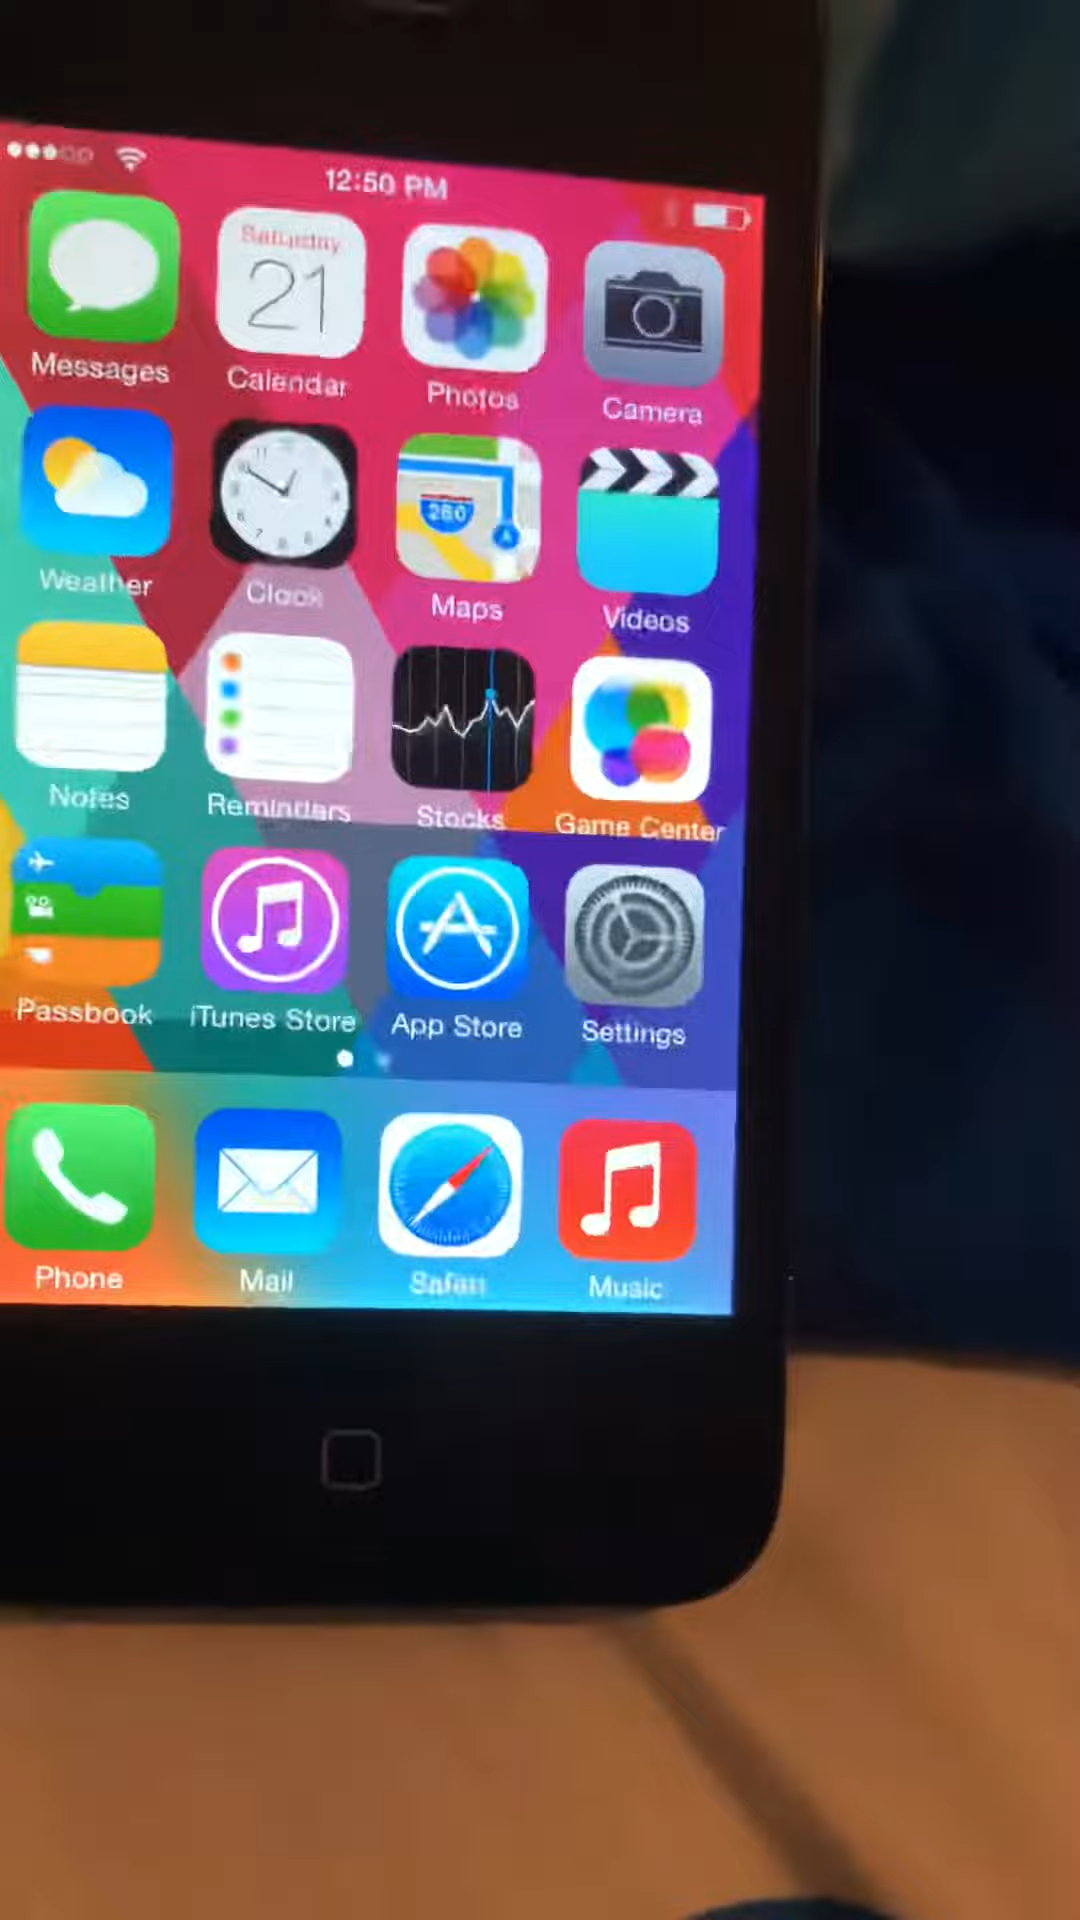 12:50 PM
Saturday
21
Messages Calendar Photos Camera
280
Weather Clock Maps Videos
Notes Reminders Stocks Game Center
Passbook iTunes Store App Store Settings
Phone Mail Safari Music